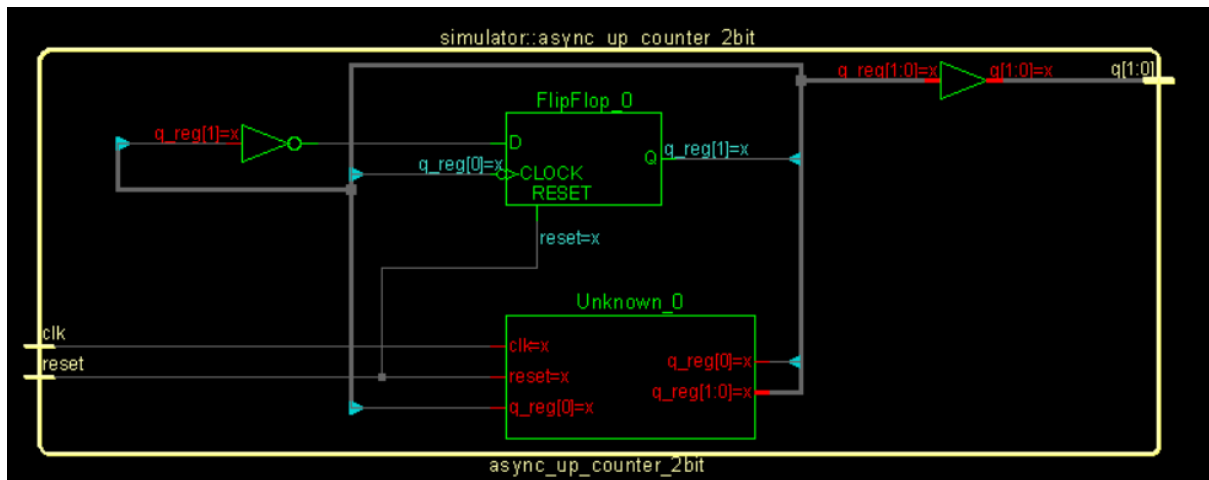 simulator::async_up_counter_2bit
q_reg[1:0]=x
q[1:0]=x
q[1:0]
FlipFlop_0
q_reg[1]=x
D
Q
q_reg[1]=x
q_reg[0]=x
CLOCK
RESET
reset=x
Unknown_0
clk
clk=x
q_reg[0]=x
reset
reset=x
q_reg[1:0]=x
q_reg[0]=x
async_up_counter_2bit